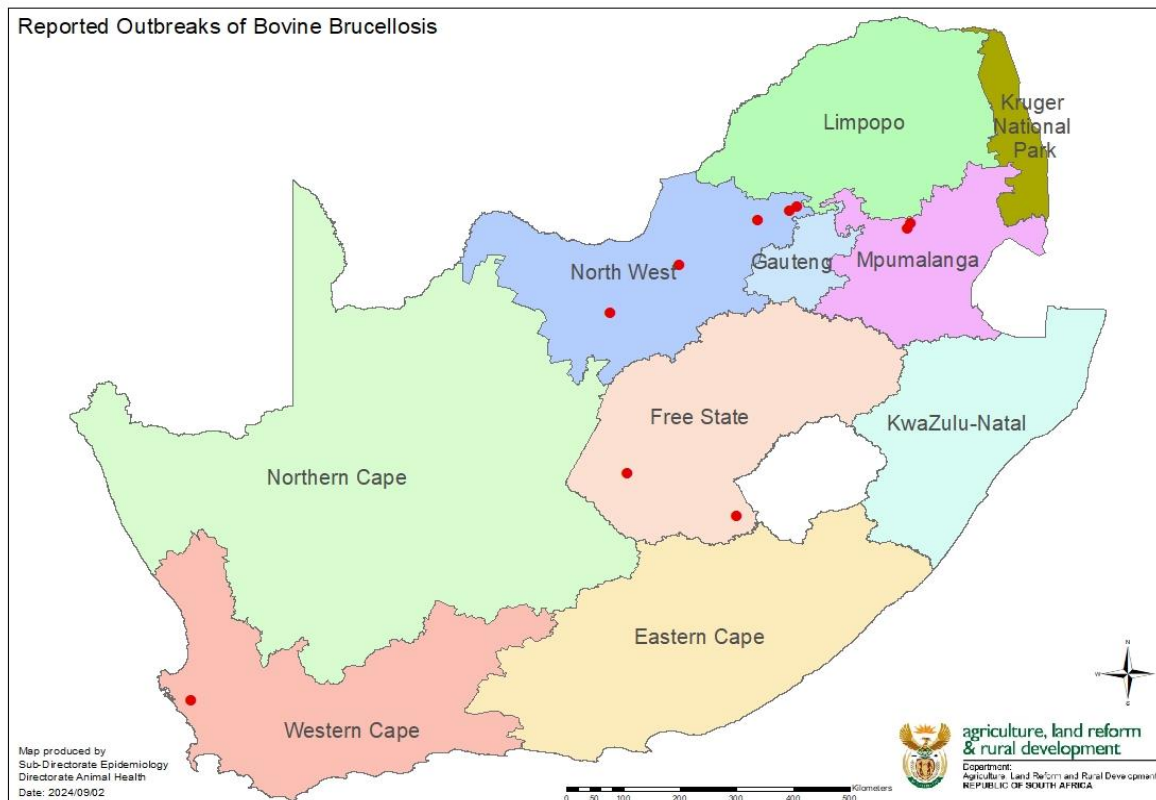 Reported Outbreaks of Bovine Brucellosis
Limpopo
Kruger
National
Park
North West
Gauteng
Mpumalanga
Free State
KwaZulu-Natal
Northern Cape
Eastern Cape
Western Cape
N
W
E
S
Map produced by
Sub-Directorate Epidemiology
Directorate Animal Health
Date: 2024/09/02
Kilometers
0 50 100 200 300 400 500
agriculture, land reform
& rural development
Department:
Agriculture, Land Reform and Rural Development
REPUBLIC OF SOUTH AFRICA